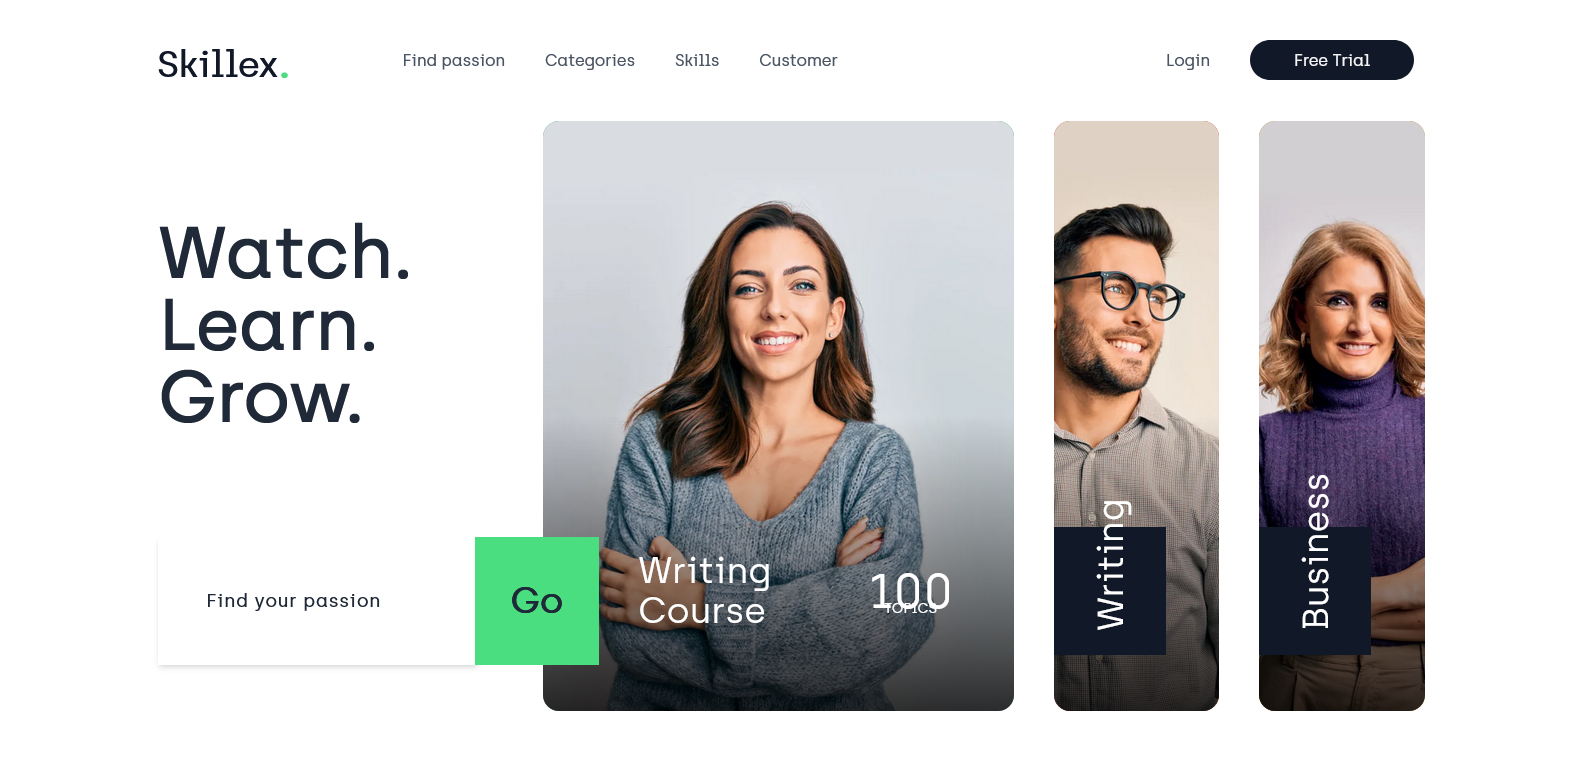 Skillex.
Find passion
Categories
Skills
Customer
Login
Free Trial
Watch.
Learn.
Grow.
Find your passion
Go
Writing
Course
100
TOPICS
Writing
Business